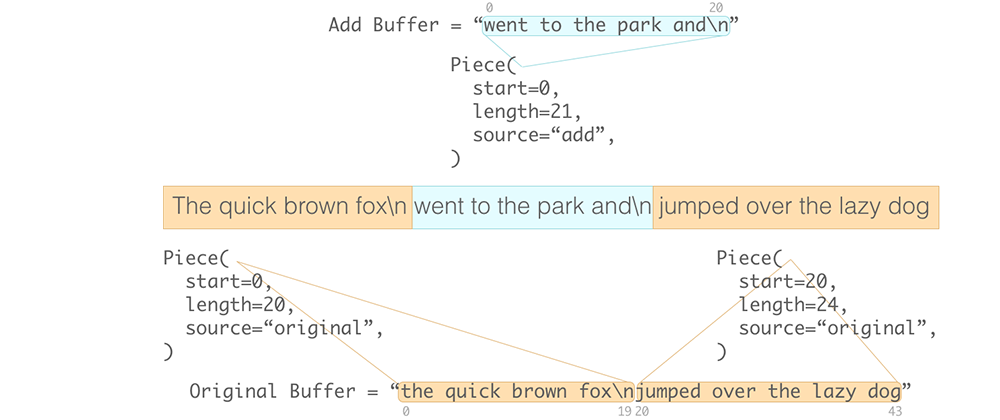 0 20
Add Buffer = “went to the park and\n”
Piece(
start=0,
length=21,
source=“add”,
)
The quick brown fox\n went to the park and\n jumped over the lazy dog
Piece(
start=0,
length=20,
source=“original”,
)
Piece(
start=20,
length=24,
source=“original”,
)
Original Buffer = “the quick brown fox\njumped over the lazy dog”
0 19 20 43